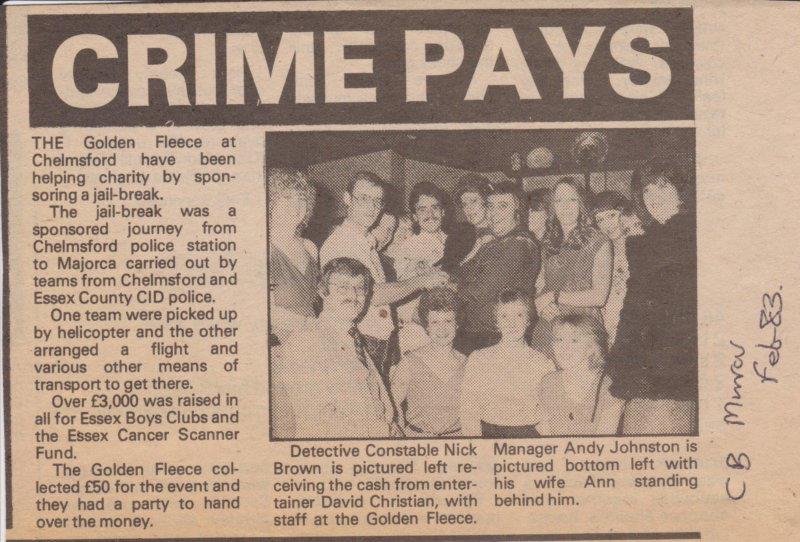 CRIME PAYS
THE Golden Fleece at
Chelmsford have been
helping charity by spon-
soring a jail-break.
The jail-break was a
sponsored journey from
Chelmsford police station
to Majorca carried out by
teams from Chelmsford and
Essex County CID police.
One team were picked up
by helicopter and the other
arranged a flight and
various other means of
transport to get there.
Over £3,000 was raised in
all for Essex Boys Clubs and
the Essex Cancer Scanner
Fund.
The Golden Fleece col-
lected £50 for the event and
they had a party to hand
over the money.
Detective Constable Nick
Brown is pictured left re-
ceiving the cash from enter-
tainer David Christian, with
staff at the Golden Fleece.
Manager Andy Johnston is
pictured bottom left with
his wife Ann standing
behind him.
CB
Feb 83.